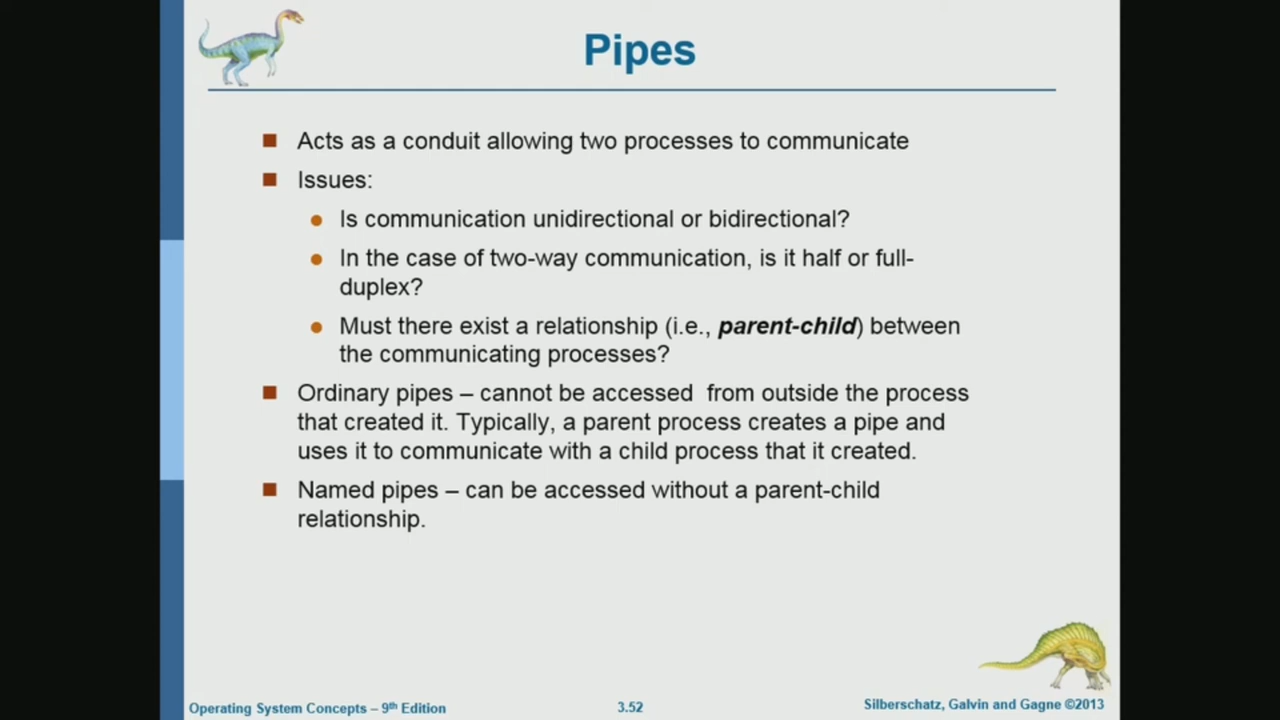 Pipes
Acts as a conduit allowing two processes to communicate
Issues:
Is communication unidirectional or bidirectional?
In the case of two-way communication, is it half or full-
duplex?
Must there exist a relationship (i.e., parent-child) between
the communicating processes?
Ordinary pipes – cannot be accessed from outside the process
that created it. Typically, a parent process creates a pipe and
uses it to communicate with a child process that it created.
Named pipes – can be accessed without a parent-child
relationship.
Operating System Concepts – 9th Edition
3.52
Silberschatz, Galvin and Gagne ©2013